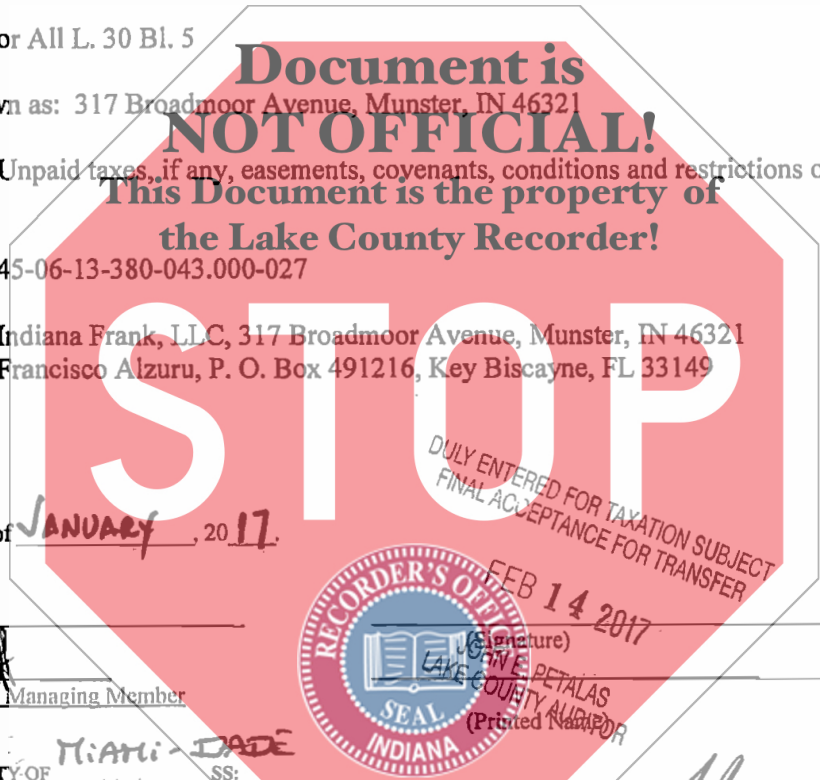 or All L. 30 Bl. 5
Document is
n as: 317 Broadmoor Avenue, Munster, IN 46321
NOT OFFICIAL!
Unpaid taxes, if any, easements, covenants, conditions and restrictions o
This Document is the property of
the Lake County Recorder!
45-06-13-380-043.000-027
Indiana Frank, LLC, 317 Broadmoor Avenue, Munster, IN 46321
Francisco Alzuru, P. O. Box 491216, Key Biscayne, FL 33149
STOP
DULY ENTERED FOR TAXATION SUBJECT
FINAL ACCEPTANCE FOR TRANSFER
of JANUARY, 2017.
FEB 14 2017
RECORDER'S OFFICE
(Signature)
JOHN E. PETALAS
LAKE COUNTY AUDITOR
Managing Member
(Printed Name)
SEAL
INDIANA
MIAMI-DADE
TY OF SS: